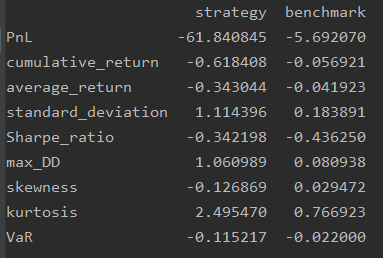 strategy benchmark
PnL -61.840845 -5.692070
cumulative_return -0.618408 -0.056921
average_return -0.343044 -0.041923
standard_deviation 1.114396 0.183891
Sharpe_ratio -0.342198 -0.436250
max_DD 1.060989 0.080938
skewness -0.126869 0.029472
kurtosis 2.495470 0.766923
VaR -0.115217 -0.022000